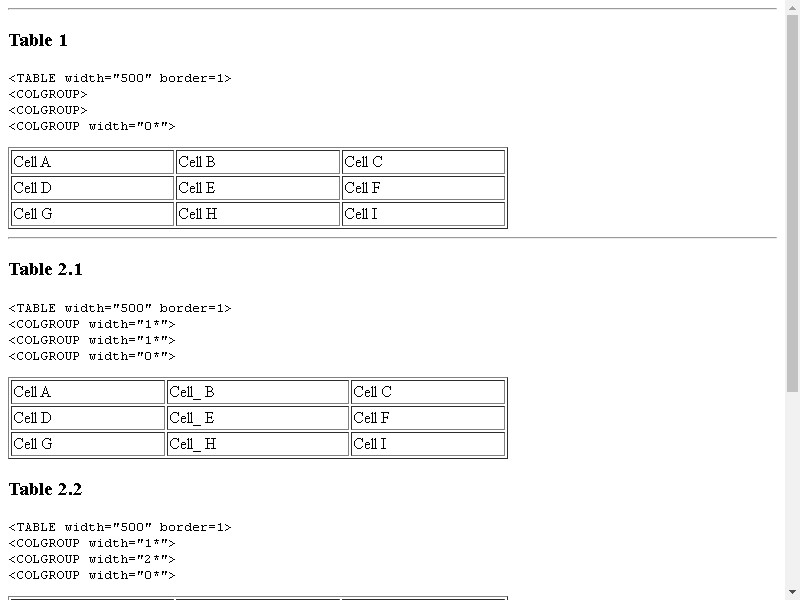 Table 1
<TABLE width="500" border=1>
<COLGROUP>
<COLGROUP>
<COLGROUP width="0*">
Cell A Cell B Cell C
Cell D Cell E Cell F
Cell G Cell H Cell I
Table 2.1
<TABLE width="500" border=1>
<COLGROUP width="1*">
<COLGROUP width="1*">
<COLGROUP width="0*">
Cell A Cell_ B Cell C
Cell D Cell_ E Cell F
Cell G Cell_ H Cell I
Table 2.2
<TABLE width="500" border=1>
<COLGROUP width="1*">
<COLGROUP width="2*">
<COLGROUP width="0*">